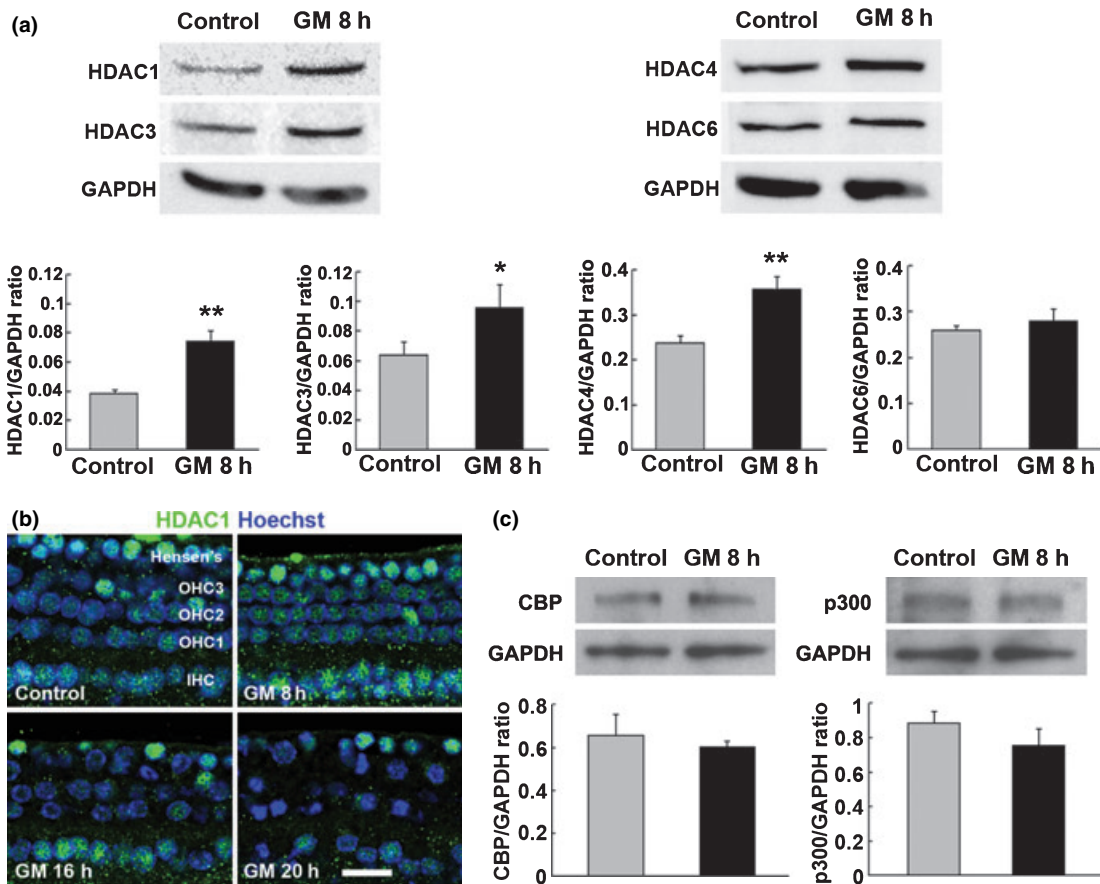 (a)
Control GM 8 h
HDAC1
HDAC3
GAPDH
Control GM 8 h
HDAC4
HDAC6
GAPDH
HDAC1/GAPDH ratio
0.12
0.1
0.08
0.06
0.04
0.02
0
**
Control GM 8 h
HDAC3/GAPDH ratio
0.12
0.1
0.08
0.06
0.04
0.02
0
*
Control GM 8 h
HDAC4/GAPDH ratio
0.4
0.3
0.2
0.1
0
**
Control GM 8 h
HDAC6/GAPDH ratio
0.4
0.3
0.2
0.1
0
Control GM 8 h
(b)
HDAC1 Hoechst
Hensen's
OHC3
OHC2
OHC1
IHC
Control
GM 8 h
GM 16 h
GM 20 h
(c)
Control GM 8 h
CBP
GAPDH
Control GM 8 h
p300
GAPDH
CBP/GAPDH ratio
0.8
0.6
0.4
0.2
0
p300/GAPDH ratio
1
0.8
0.6
0.4
0.2
0